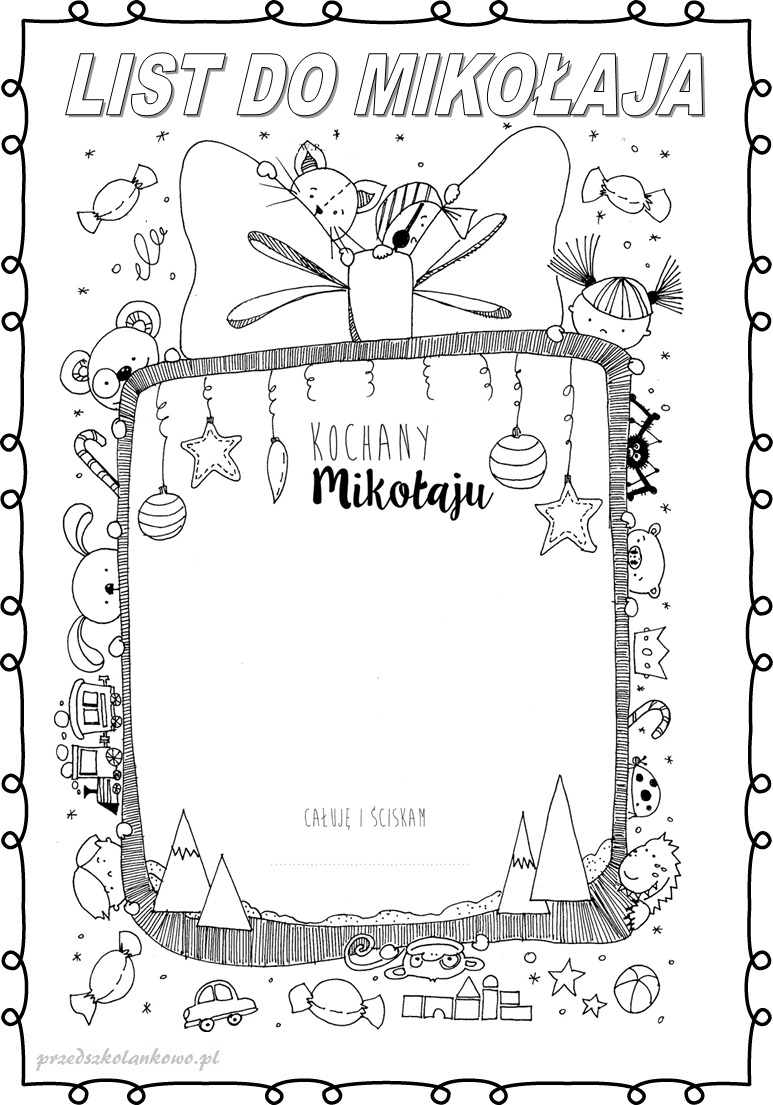 LIST DO MIKOŁAJA
KOCHANY
Mikołaju
CAŁUJĘ I ŚCISKAM
przedszkolankowo.pl